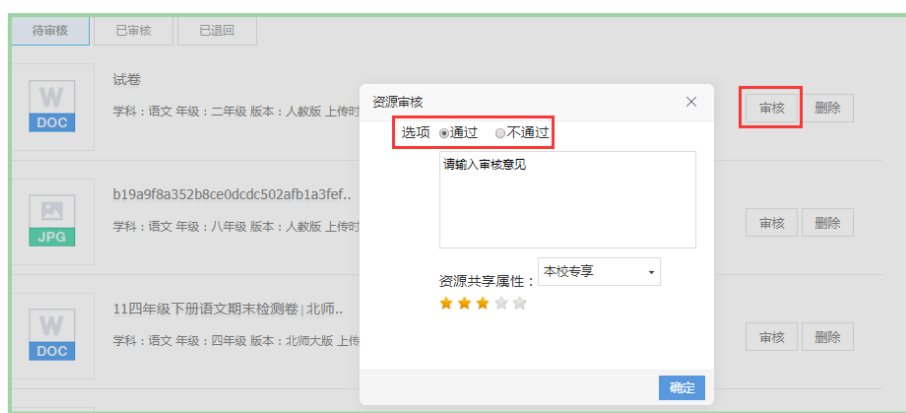 待审核 已审核 已退回
试卷
W
DOC
学科：语文 年级：二年级 版本：人教版 上传时
审核 删除
资源审核
选项 通过 不通过
请输入审核意见
b19a9f8a352b8ce0dcdc502afb1a3fef..
JPG
学科：语文 年级：八年级 版本：人教版 上传时
审核 删除
资源共享属性： 本校专享
11四年级下册语文期末检测卷|北师..
W
DOC
学科：语文 年级：四年级 版本：北师大版 上传
审核 删除
确定